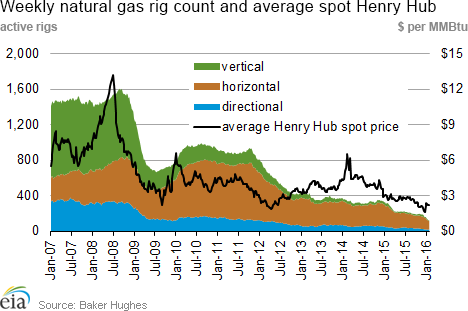 Weekly natural gas rig count and average spot Henry Hub
active rigs $ per MMBtu
2,000 $15
1,600 $12
1,200 $9
800 $6
400 $3
0 $0
vertical
horizontal
directional
average Henry Hub spot price
Jan-07 Jul-07 Jan-08 Jul-08 Jan-09 Jul-09 Jan-10 Jul-10 Jan-11 Jul-11 Jan-12 Jul-12 Jan-13 Jul-13 Jan-14 Jul-14 Jan-15 Jul-15 Jan-16
eia Source: Baker Hughes